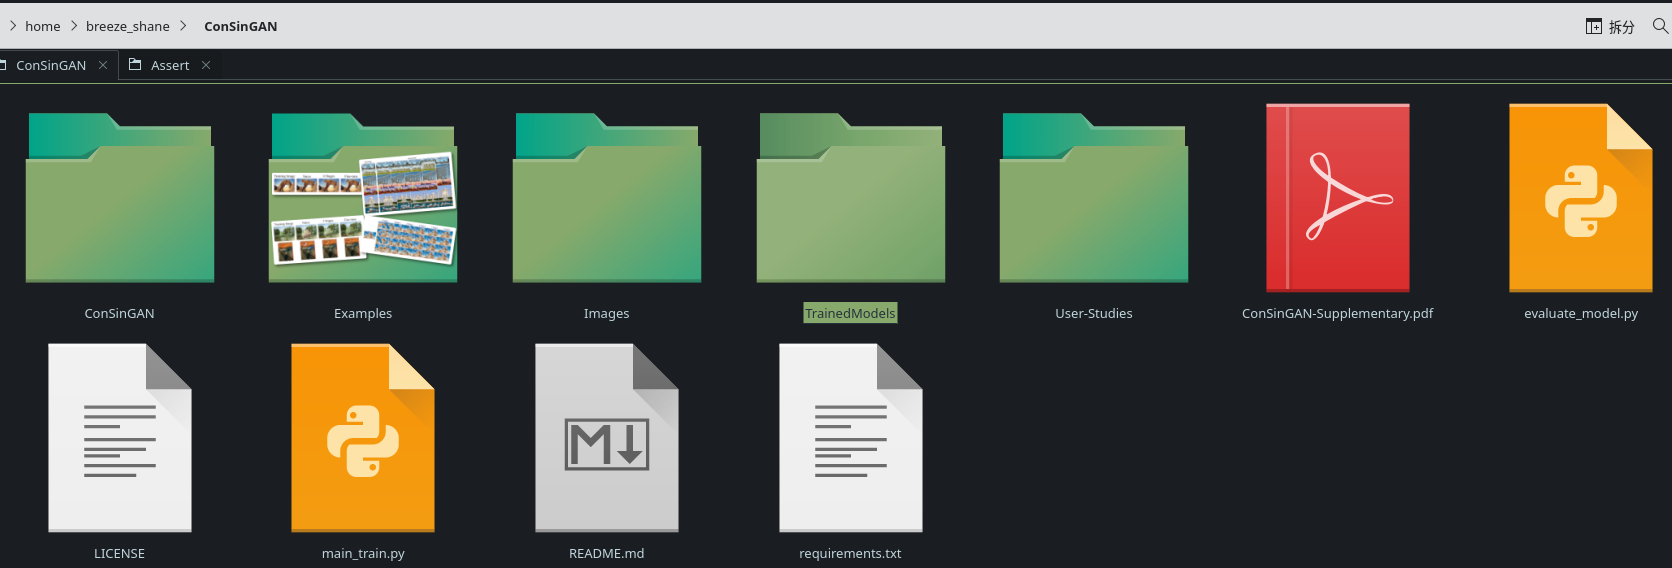 home breeze_shane ConSinGAN 拆分
ConSinGAN Assert
ConSinGAN Examples Images TrainedModels User-Studies ConSinGAN-Supplementary.pdf evaluate_model.py
M
LICENSE main_train.py README.md requirements.txt